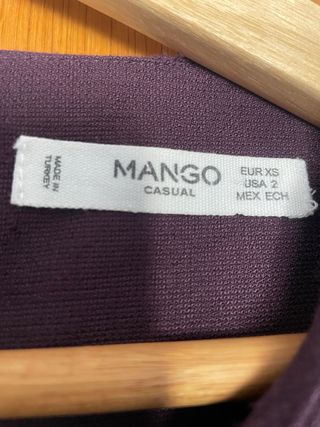 MADE IN
TURKEY
MANGO
CASUAL
EUR XS
USA 2
MEX ECH